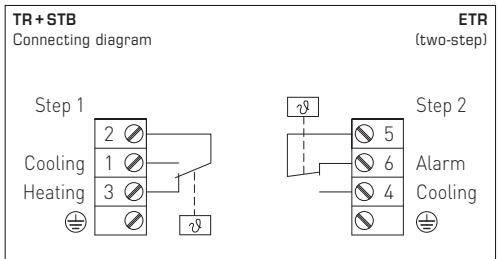 TR+STB ETR
Connecting diagram (two-step)
Step 1 Step 2
2 5
Cooling 1 6 Alarm
Heating 3 4 Cooling
ϑ
ϑ